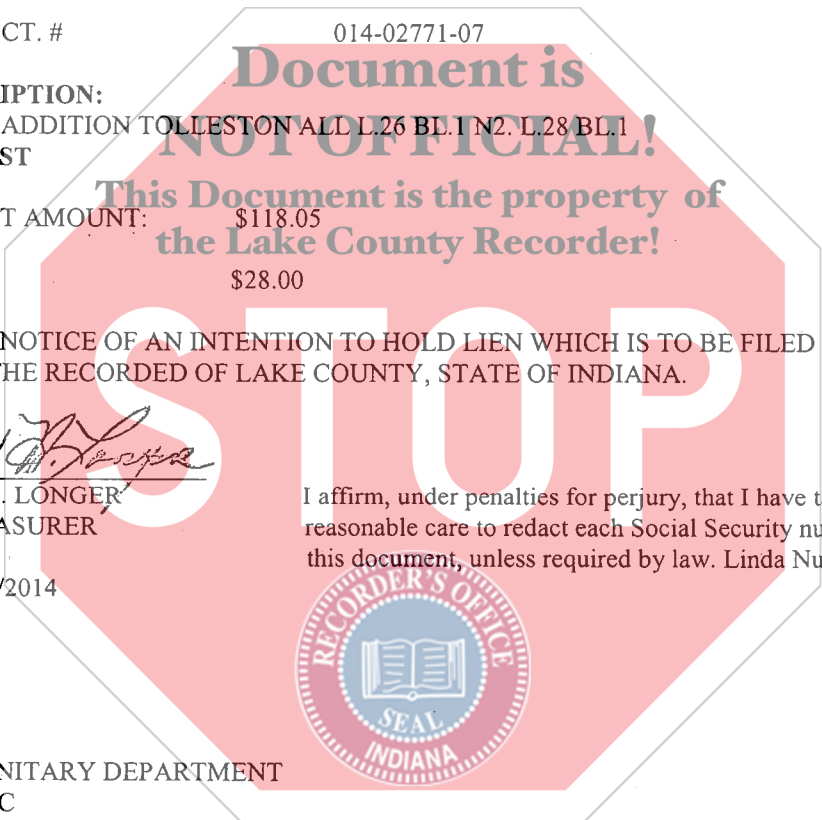 CT. # 014-02771-07
Document is
IPTION:
ADDITION TOLLESTON ALL L.26 BL.1 N2. L.28 BL.1
NOT OFFICIAL!
ST
This Document is the property of
T AMOUNT: $118.05
the Lake County Recorder!
$28.00
NOTICE OF AN INTENTION TO HOLD LIEN WHICH IS TO BE FILED
THE RECORDED OF LAKE COUNTY, STATE OF INDIANA.
STOP
. LONGER I affirm, under penalties for perjury, that I have t
ASURER reasonable care to redact each Social Security nu
this document, unless required by law. Linda Nu
/2014
RECORDER'S OFFICE
SEAL
INDIANA
NITARY DEPARTMENT
C